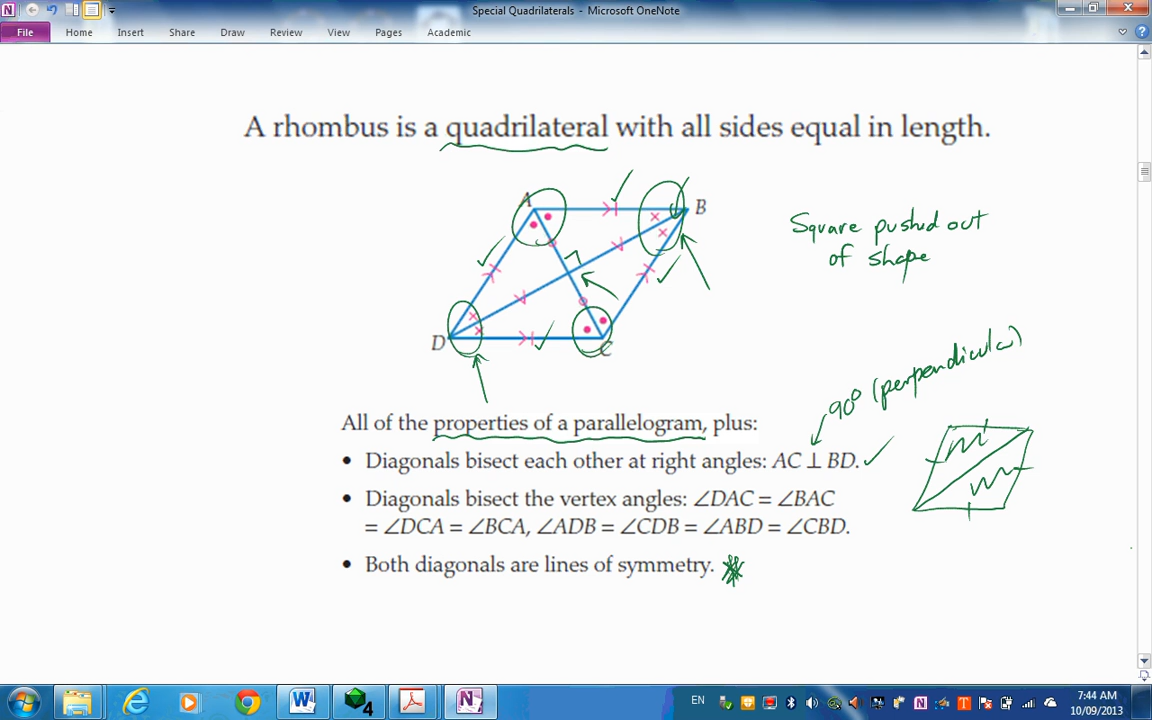 Special Quadrilaterals - Microsoft OneNote
File Home Insert Share Draw Review View Pages Academic
A rhombus is a quadrilateral with all sides equal in length.
A
B
D
C
Square pushed out
of shape
90° (perpendicular)
All of the properties of a parallelogram, plus:
• Diagonals bisect each other at right angles: AC ⊥ BD.
• Diagonals bisect the vertex angles: ∠DAC = ∠BAC
= ∠DCA = ∠BCA, ∠ADB = ∠CDB = ∠ABD = ∠CBD.
• Both diagonals are lines of symmetry.
EN
7:44 AM
10/09/2013